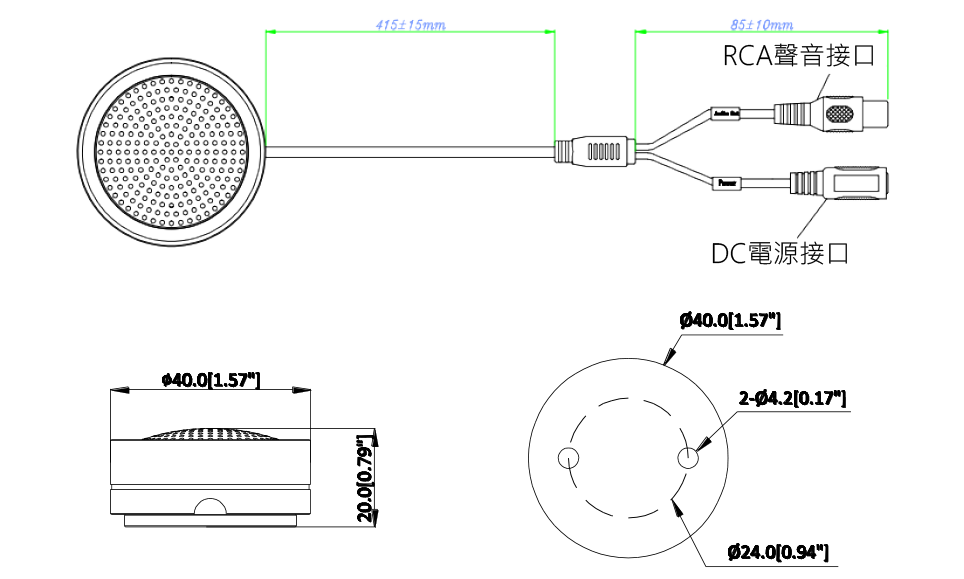 415±15mm
85±10mm
RCA聲音接口
Audio Out
Power
DC電源接口
Ø40.0[1.57"]
ϕ40.0[1.57"]
2-Ø4.2[0.17"]
20.0[0.79"]
Ø24.0[0.94"]